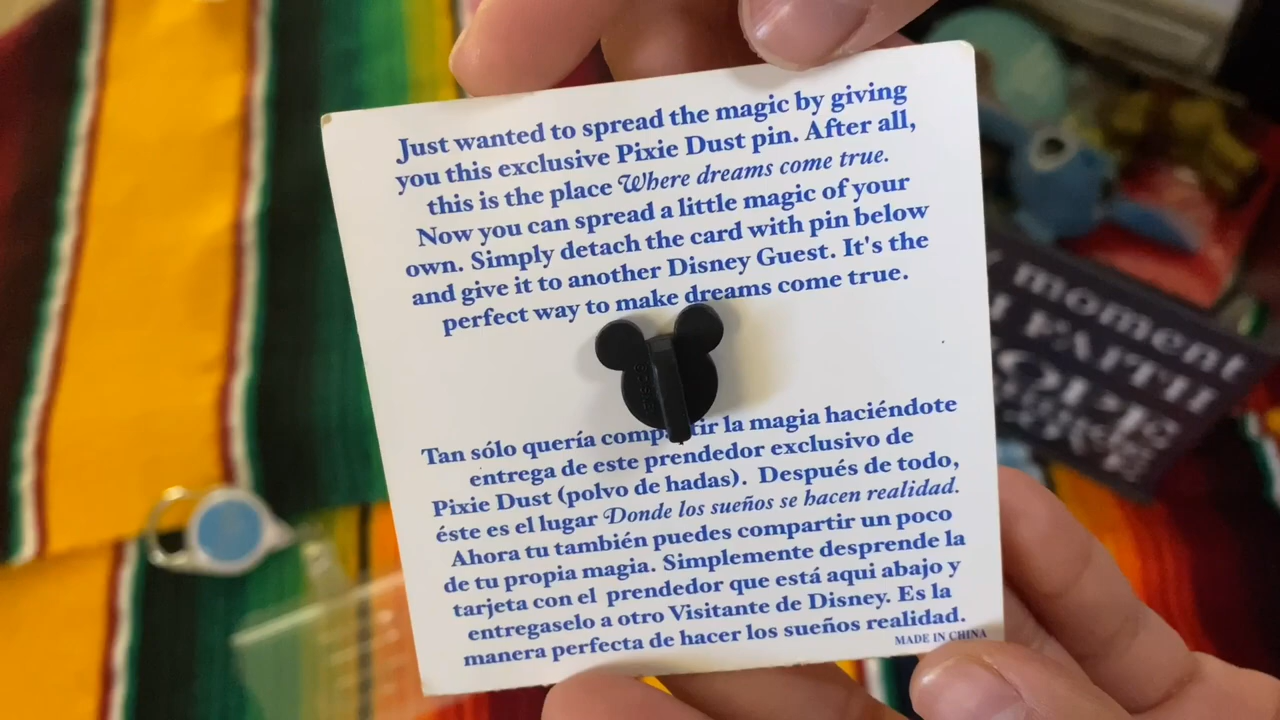 Just wanted to spread the magic by giving
you this exclusive Pixie Dust pin. After all,
this is the place Where dreams come true.
Now you can spread a little magic of your
own. Simply detach the card with pin below
and give it to another Disney Guest. It's the
perfect way to make dreams come true.
Tan sólo quería compartir la magia haciéndote
entrega de este prendedor exclusivo de
Pixie Dust (polvo de hadas). Después de todo,
éste es el lugar Donde los sueños se hacen realidad.
Ahora tu también puedes compartir un poco
de tu propia magia. Simplemente desprende la
tarjeta con el prendedor que está aqui abajo y
entregaselo a otro Visitante de Disney. Es la
manera perfecta de hacer los sueños realidad.
MADE IN CHINA
moment
FAITH